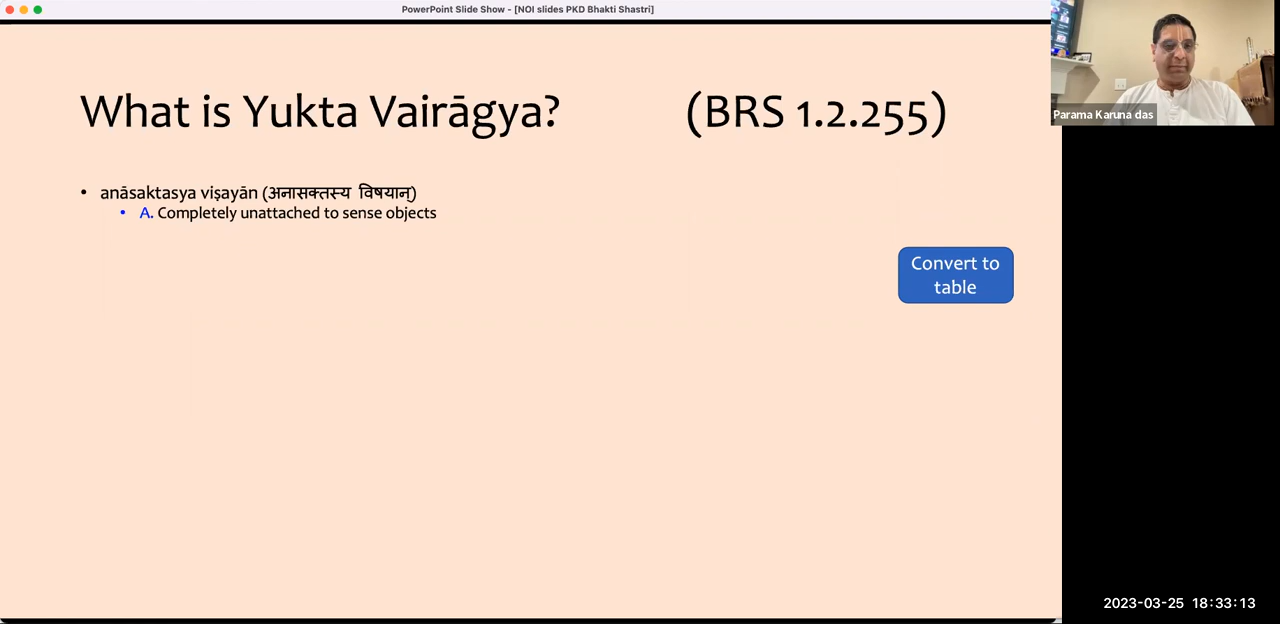 PowerPoint Slide Show - [NOI slides PKD Bhakti Shastri]
What is Yukta Vairāgya? (BRS 1.2.255)
• anāsaktasya viṣayān (अनासक्तस्य विषयान्)
• A. Completely unattached to sense objects
Convert to
table
Parama Karuna das
2023-03-25 18:33:13